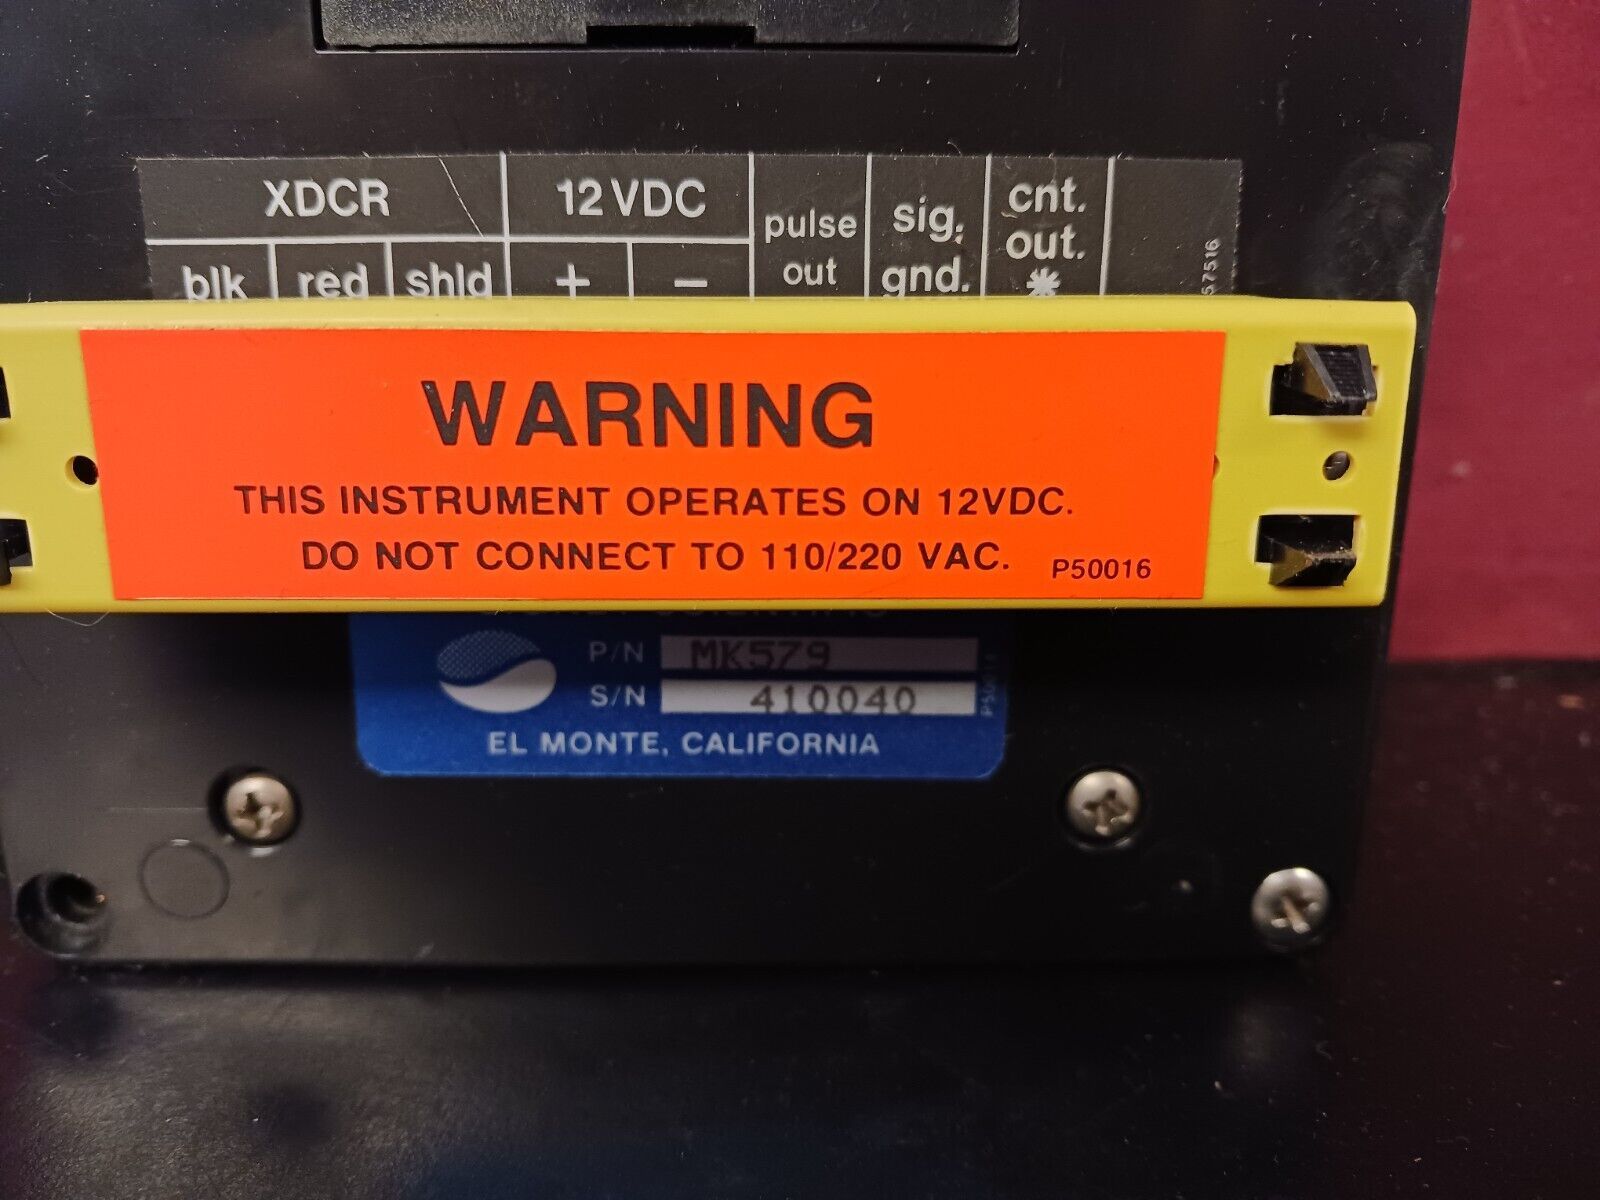 XDCR 12 VDC pulse out sig. gnd. cnt. out. *
blk red shld + −
57516
WARNING
THIS INSTRUMENT OPERATES ON 12VDC.
DO NOT CONNECT TO 110/220 VAC. P50016
P/N MK579
S/N 410040
EL MONTE, CALIFORNIA